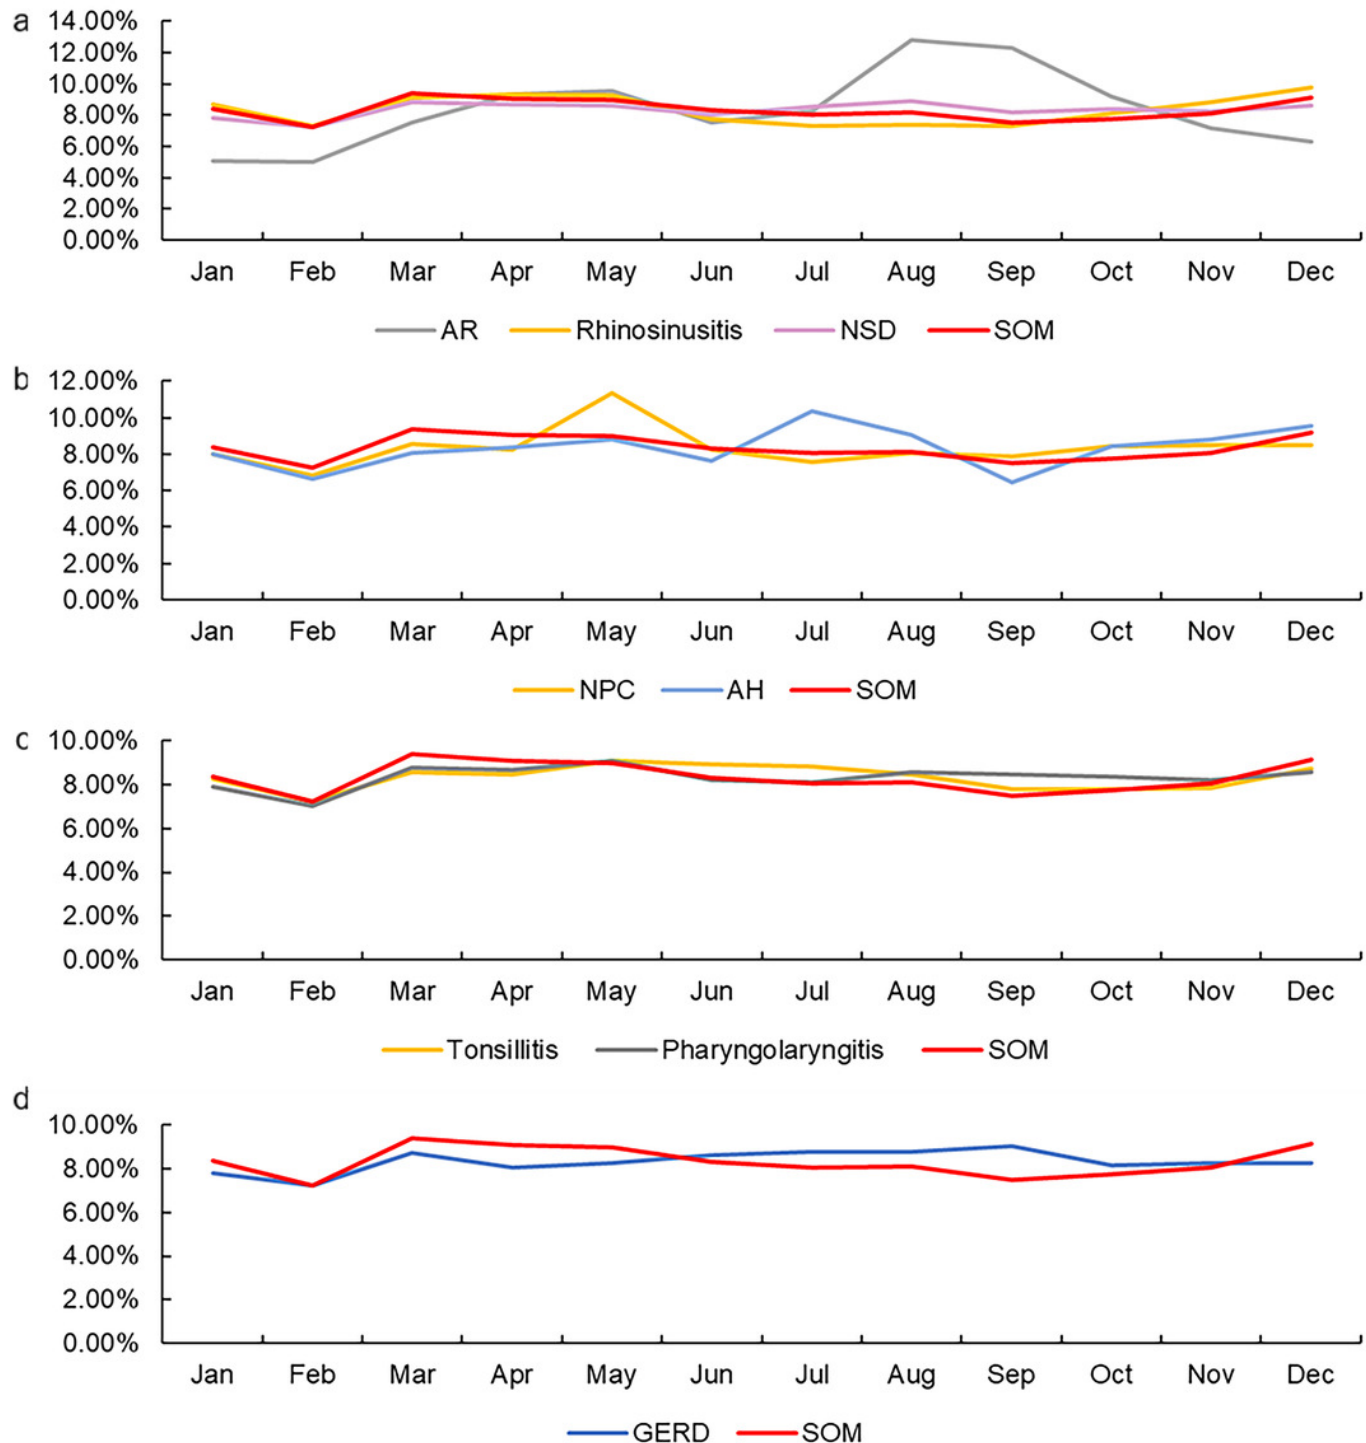 a
14.00%
12.00%
10.00%
8.00%
6.00%
4.00%
2.00%
0.00%
Jan Feb Mar Apr May Jun Jul Aug Sep Oct Nov Dec
AR Rhinosinusitis NSD SOM
b
12.00%
10.00%
8.00%
6.00%
4.00%
2.00%
0.00%
Jan Feb Mar Apr May Jun Jul Aug Sep Oct Nov Dec
NPC AH SOM
c
10.00%
8.00%
6.00%
4.00%
2.00%
0.00%
Jan Feb Mar Apr May Jun Jul Aug Sep Oct Nov Dec
Tonsillitis Pharyngolaryngitis SOM
d
10.00%
8.00%
6.00%
4.00%
2.00%
0.00%
Jan Feb Mar Apr May Jun Jul Aug Sep Oct Nov Dec
GERD SOM